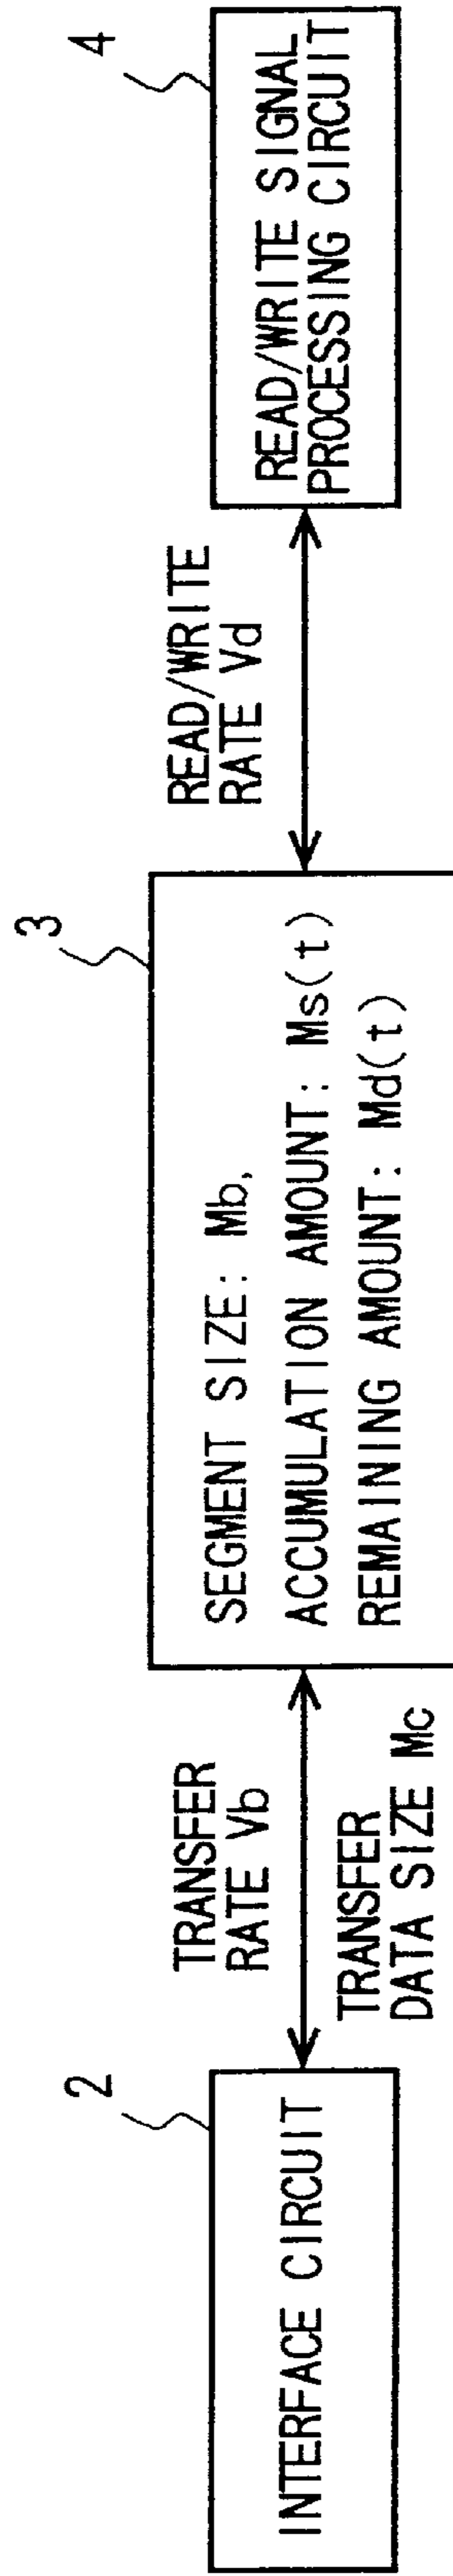 2
INTERFACE CIRCUIT
TRANSFER
RATE Vb
TRANSFER
DATA SIZE Mc
3
SEGMENT SIZE: Mb,
ACCUMULATION AMOUNT: Ms(t)
REMAINING AMOUNT: Md(t)
READ/WRITE
RATE Vd
4
READ/WRITE SIGNAL
PROCESSING CIRCUIT